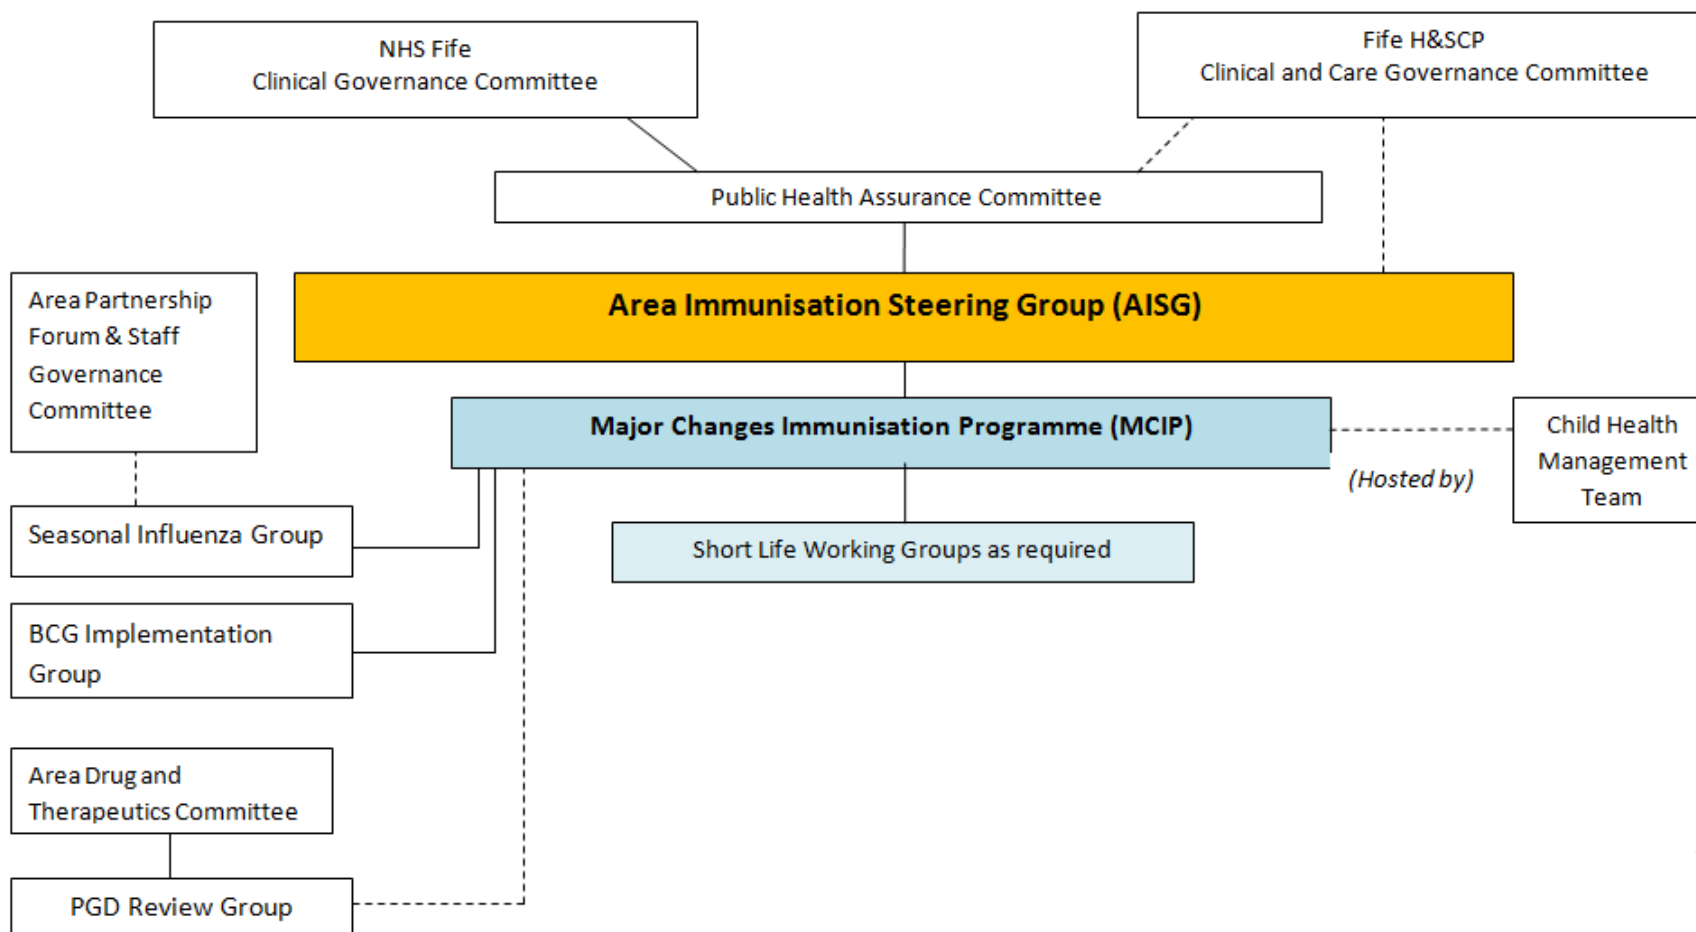 NHS Fife
Clinical Governance Committee
Fife H&SCP
Clinical and Care Governance Committee
Public Health Assurance Committee
Area Partnership
Forum & Staff
Governance
Committee
Area Immunisation Steering Group (AISG)
Major Changes Immunisation Programme (MCIP)
(Hosted by)
Child Health
Management
Team
Seasonal Influenza Group
Short Life Working Groups as required
BCG Implementation
Group
Area Drug and
Therapeutics Committee
PGD Review Group